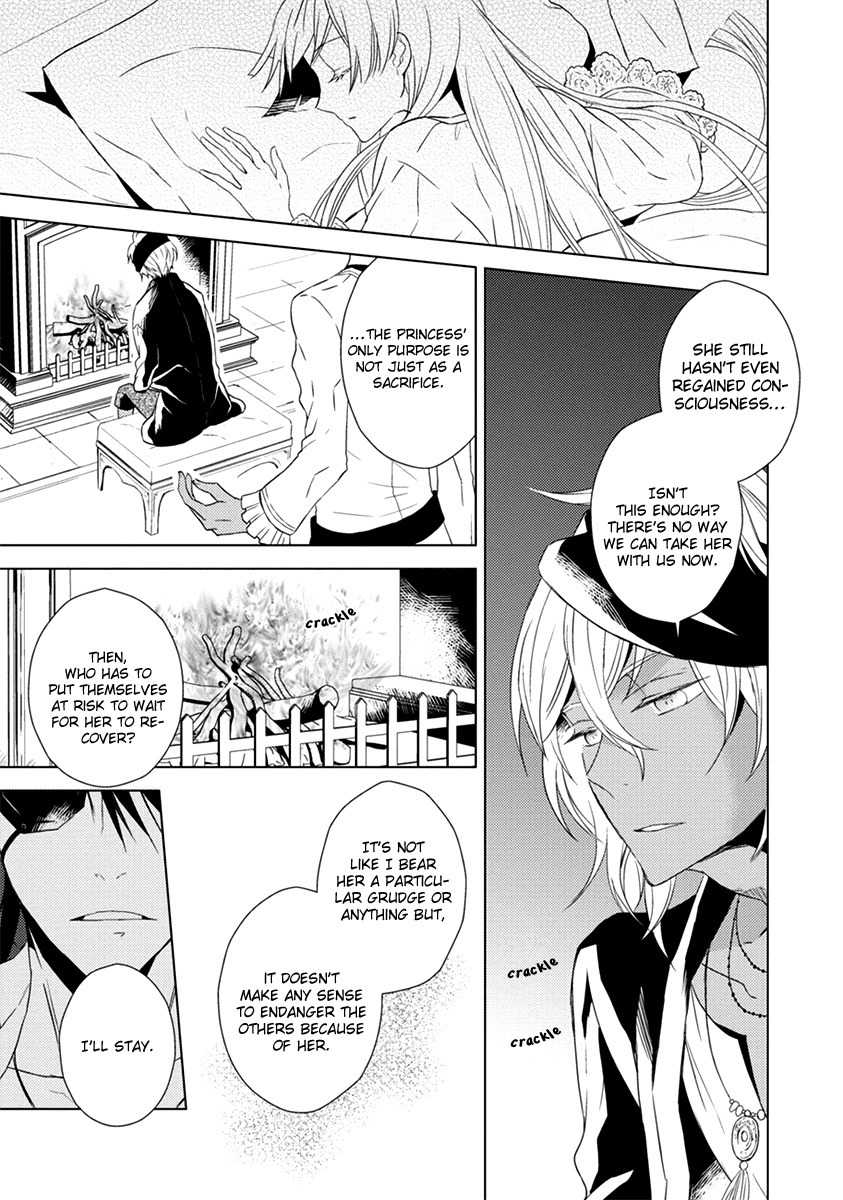 SHE STILL
HASN'T EVEN
REGAINED CON-
SCIOUSNESS...
ISN'T
THIS ENOUGH?
THERE'S NO WAY
WE CAN TAKE HER
WITH US NOW.
crackle
crackle
...THE PRINCESS'
ONLY PURPOSE IS
NOT JUST AS A
SACRIFICE.
crackle
THEN,
WHO HAS TO
PUT THEMSELVES
AT RISK TO WAIT
FOR HER TO RE-
COVER?
IT'S NOT
LIKE I BEAR
HER A PARTICU-
LAR GRUDGE OR
ANYTHING BUT,
IT DOESN'T
MAKE ANY SENSE
TO ENDANGER THE
OTHERS BECAUSE
OF HER.
I'LL STAY.